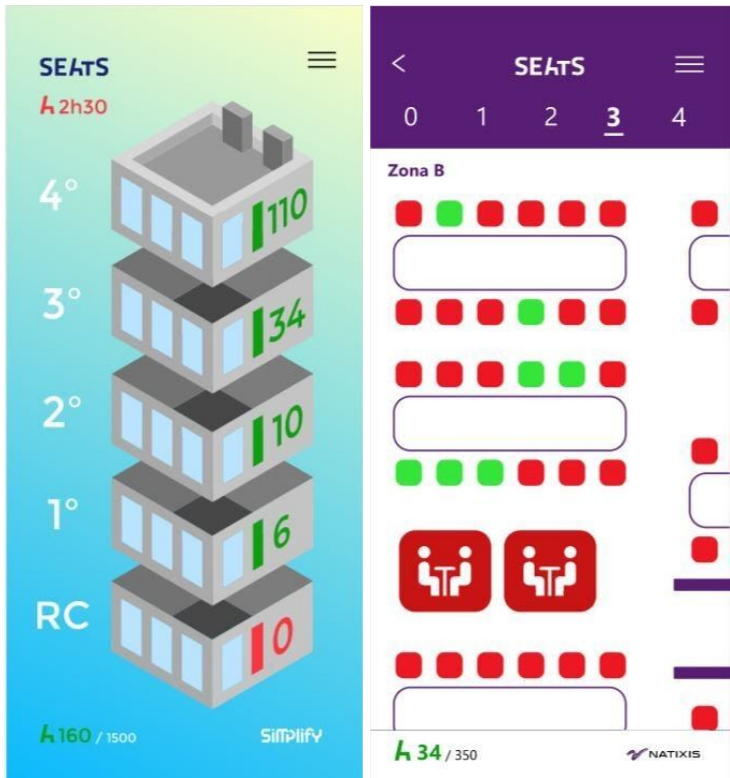 SEATS
2h30
4°
110
3°
34
2°
10
1°
6
RC
0
160 / 1500
SiMPlifY
<
SEATS
0 1 2 3 4
Zona B
34 / 350
NATIXIS